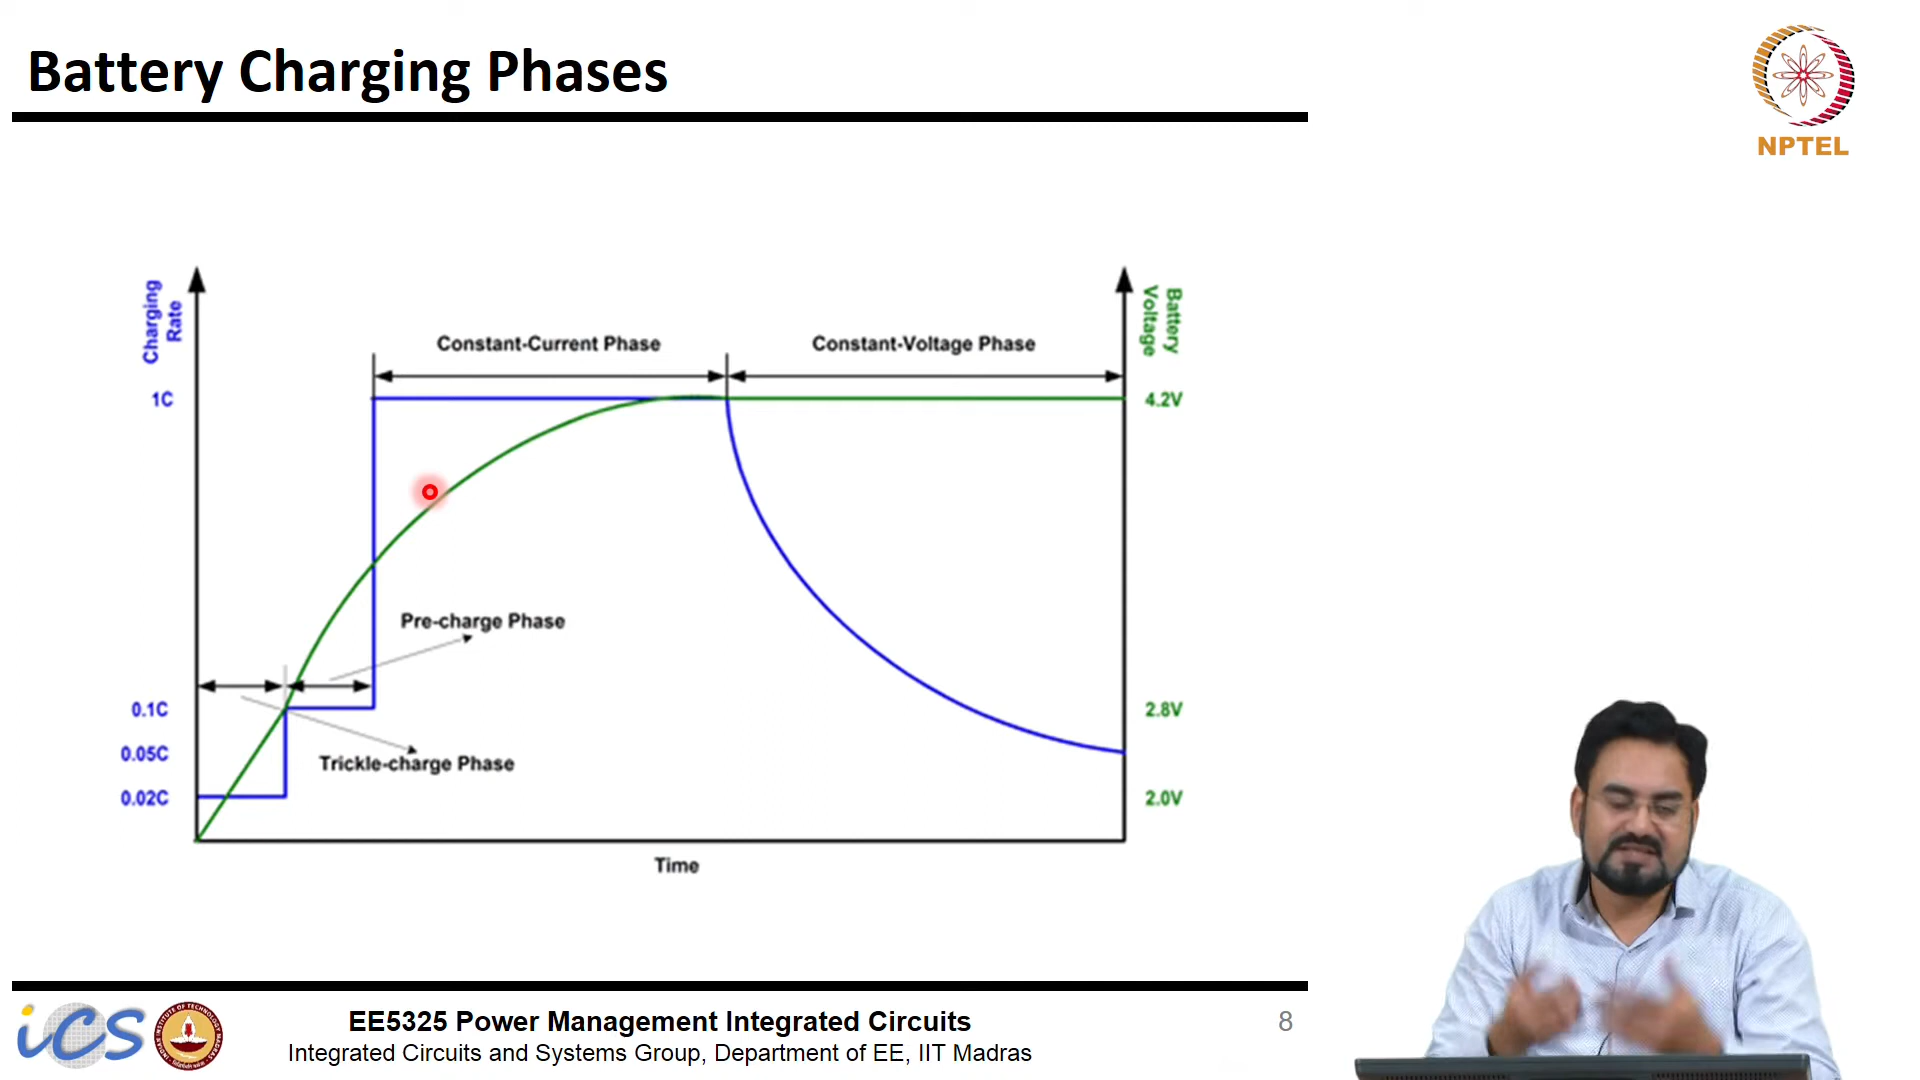 Battery Charging Phases
NPTEL
Charging
Rate
Battery
Voltage
Constant-Current Phase
Constant-Voltage Phase
1C
4.2V
Pre-charge Phase
0.1C
2.8V
0.05C
Trickle-charge Phase
0.02C
2.0V
Time
iCS
EE5325 Power Management Integrated Circuits
Integrated Circuits and Systems Group, Department of EE, IIT Madras
8